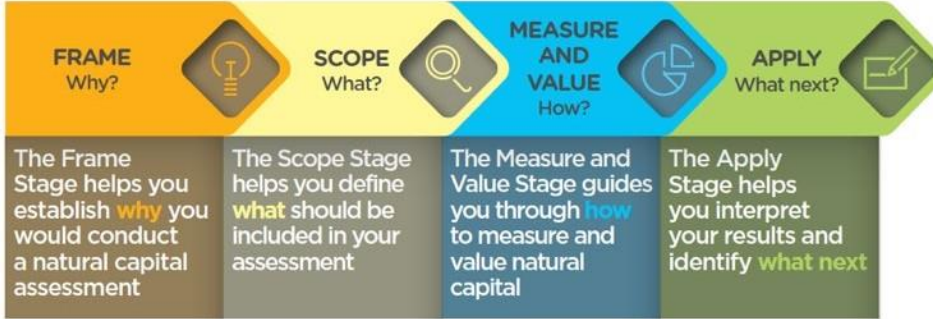 FRAME
Why?
SCOPE
What?
MEASURE
AND
VALUE
How?
APPLY
What next?
The Frame
Stage helps you
establish why you
would conduct
a natural capital
assessment
The Scope Stage
helps you define
what should be
included in your
assessment
The Measure and
Value Stage guides
you through how
to measure and
value natural
capital
The Apply
Stage helps
you interpret
your results and
identify what next